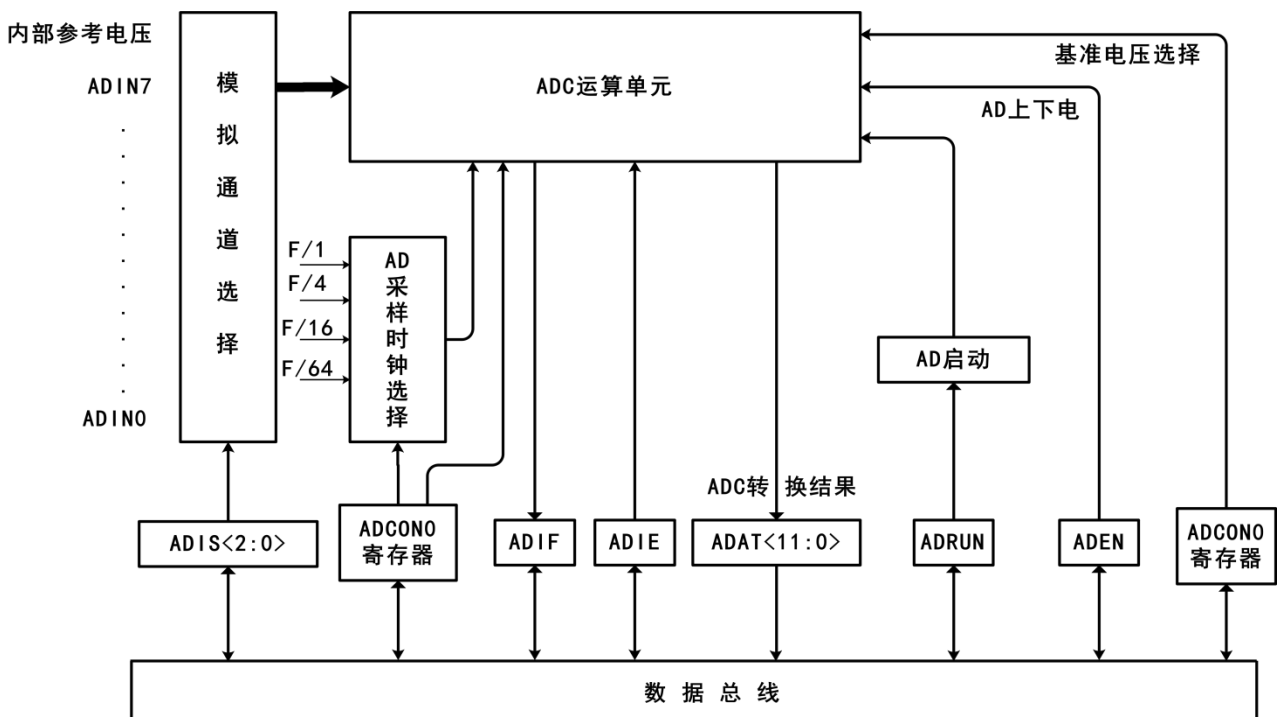 内部参考电压
ADIN7
ADIN0
模拟通道选择
ADC运算单元
基准电压选择
AD上下电
F/1
F/4
F/16
F/64
AD采样时钟选择
AD启动
ADC转换结果
ADIS<2:0>
ADCON0
寄存器
ADIF
ADIE
ADAT<11:0>
ADRUN
ADEN
ADCON0
寄存器
数据总线